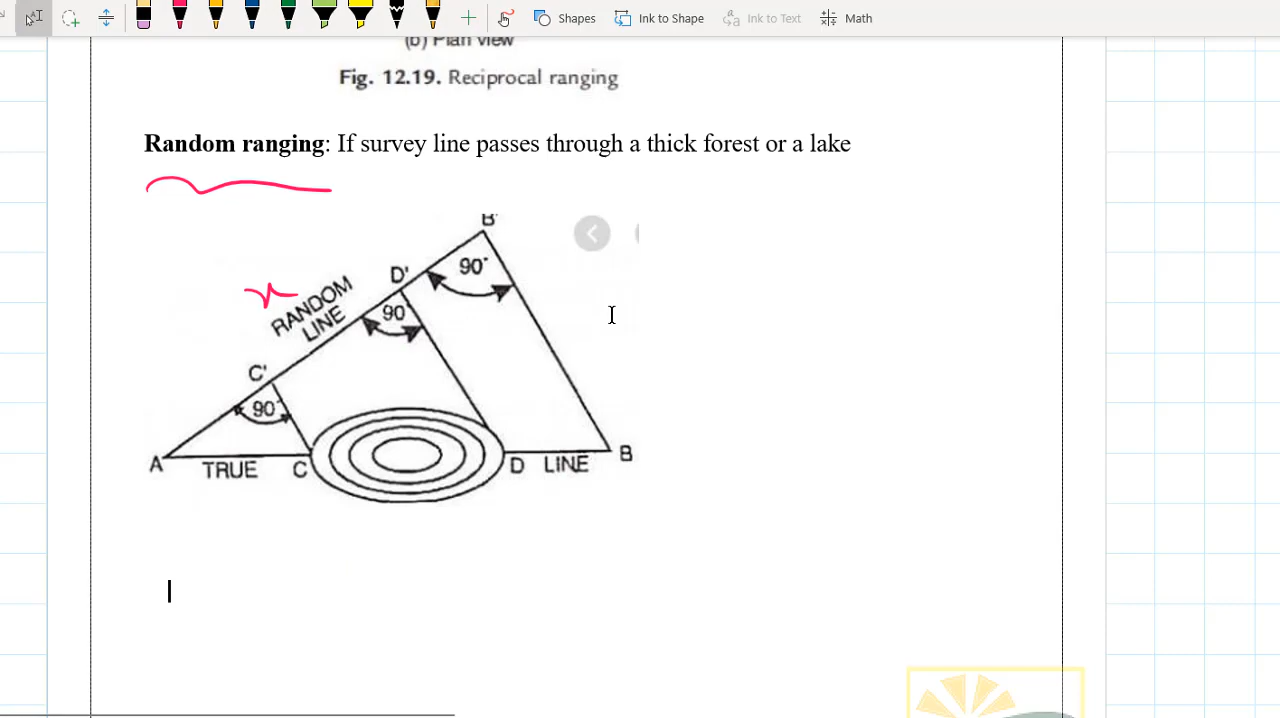 Shapes Ink to Shape Ink to Text Math
(b) Plan view
Fig. 12.19. Reciprocal ranging
Random ranging: If survey line passes through a thick forest or a lake
B'
90°
D'
90
RANDOM
LINE
C'
90
A TRUE C D LINE B